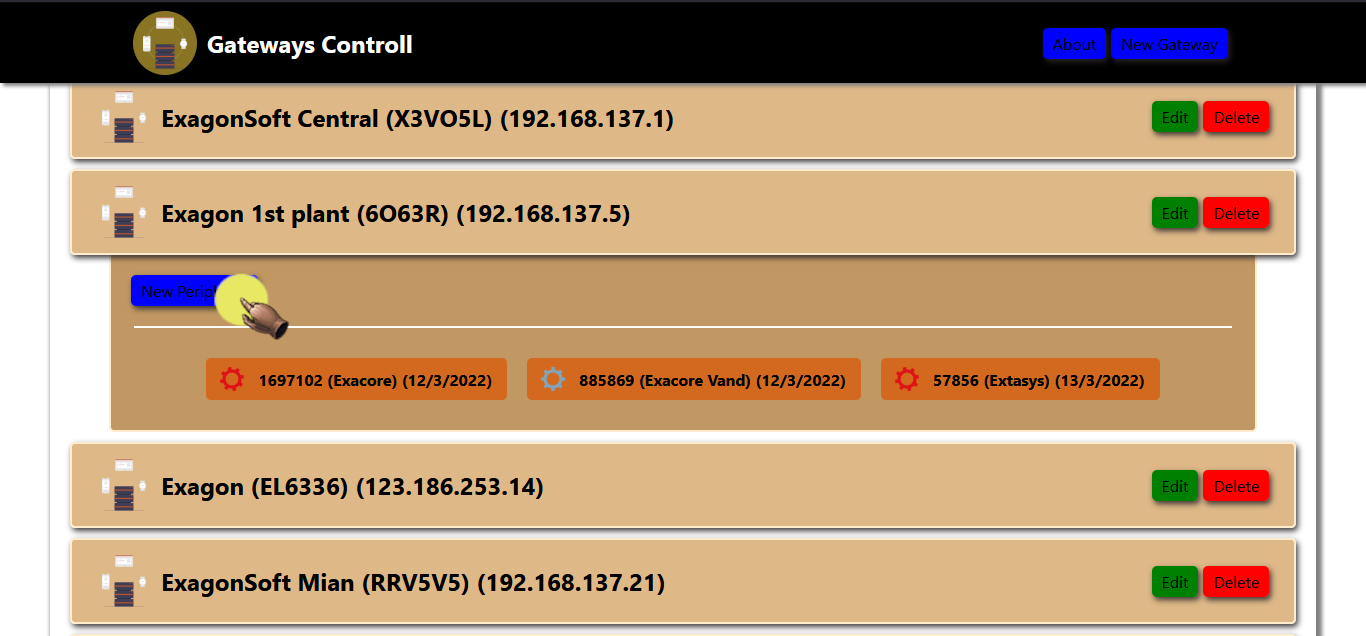 Gateways Controll
About New Gateway
ExagonSoft Central (X3VO5L) (192.168.137.1) Edit Delete
Exagon 1st plant (6O63R) (192.168.137.5) Edit Delete
New
1697102 (Exacore) (12/3/2022) 885869 (Exacore Vand) (12/3/2022) 57856 (Extasys) (13/3/2022)
Exagon (EL6336) (123.186.253.14) Edit Delete
ExagonSoft Mian (RRV5V5) (192.168.137.21) Edit Delete